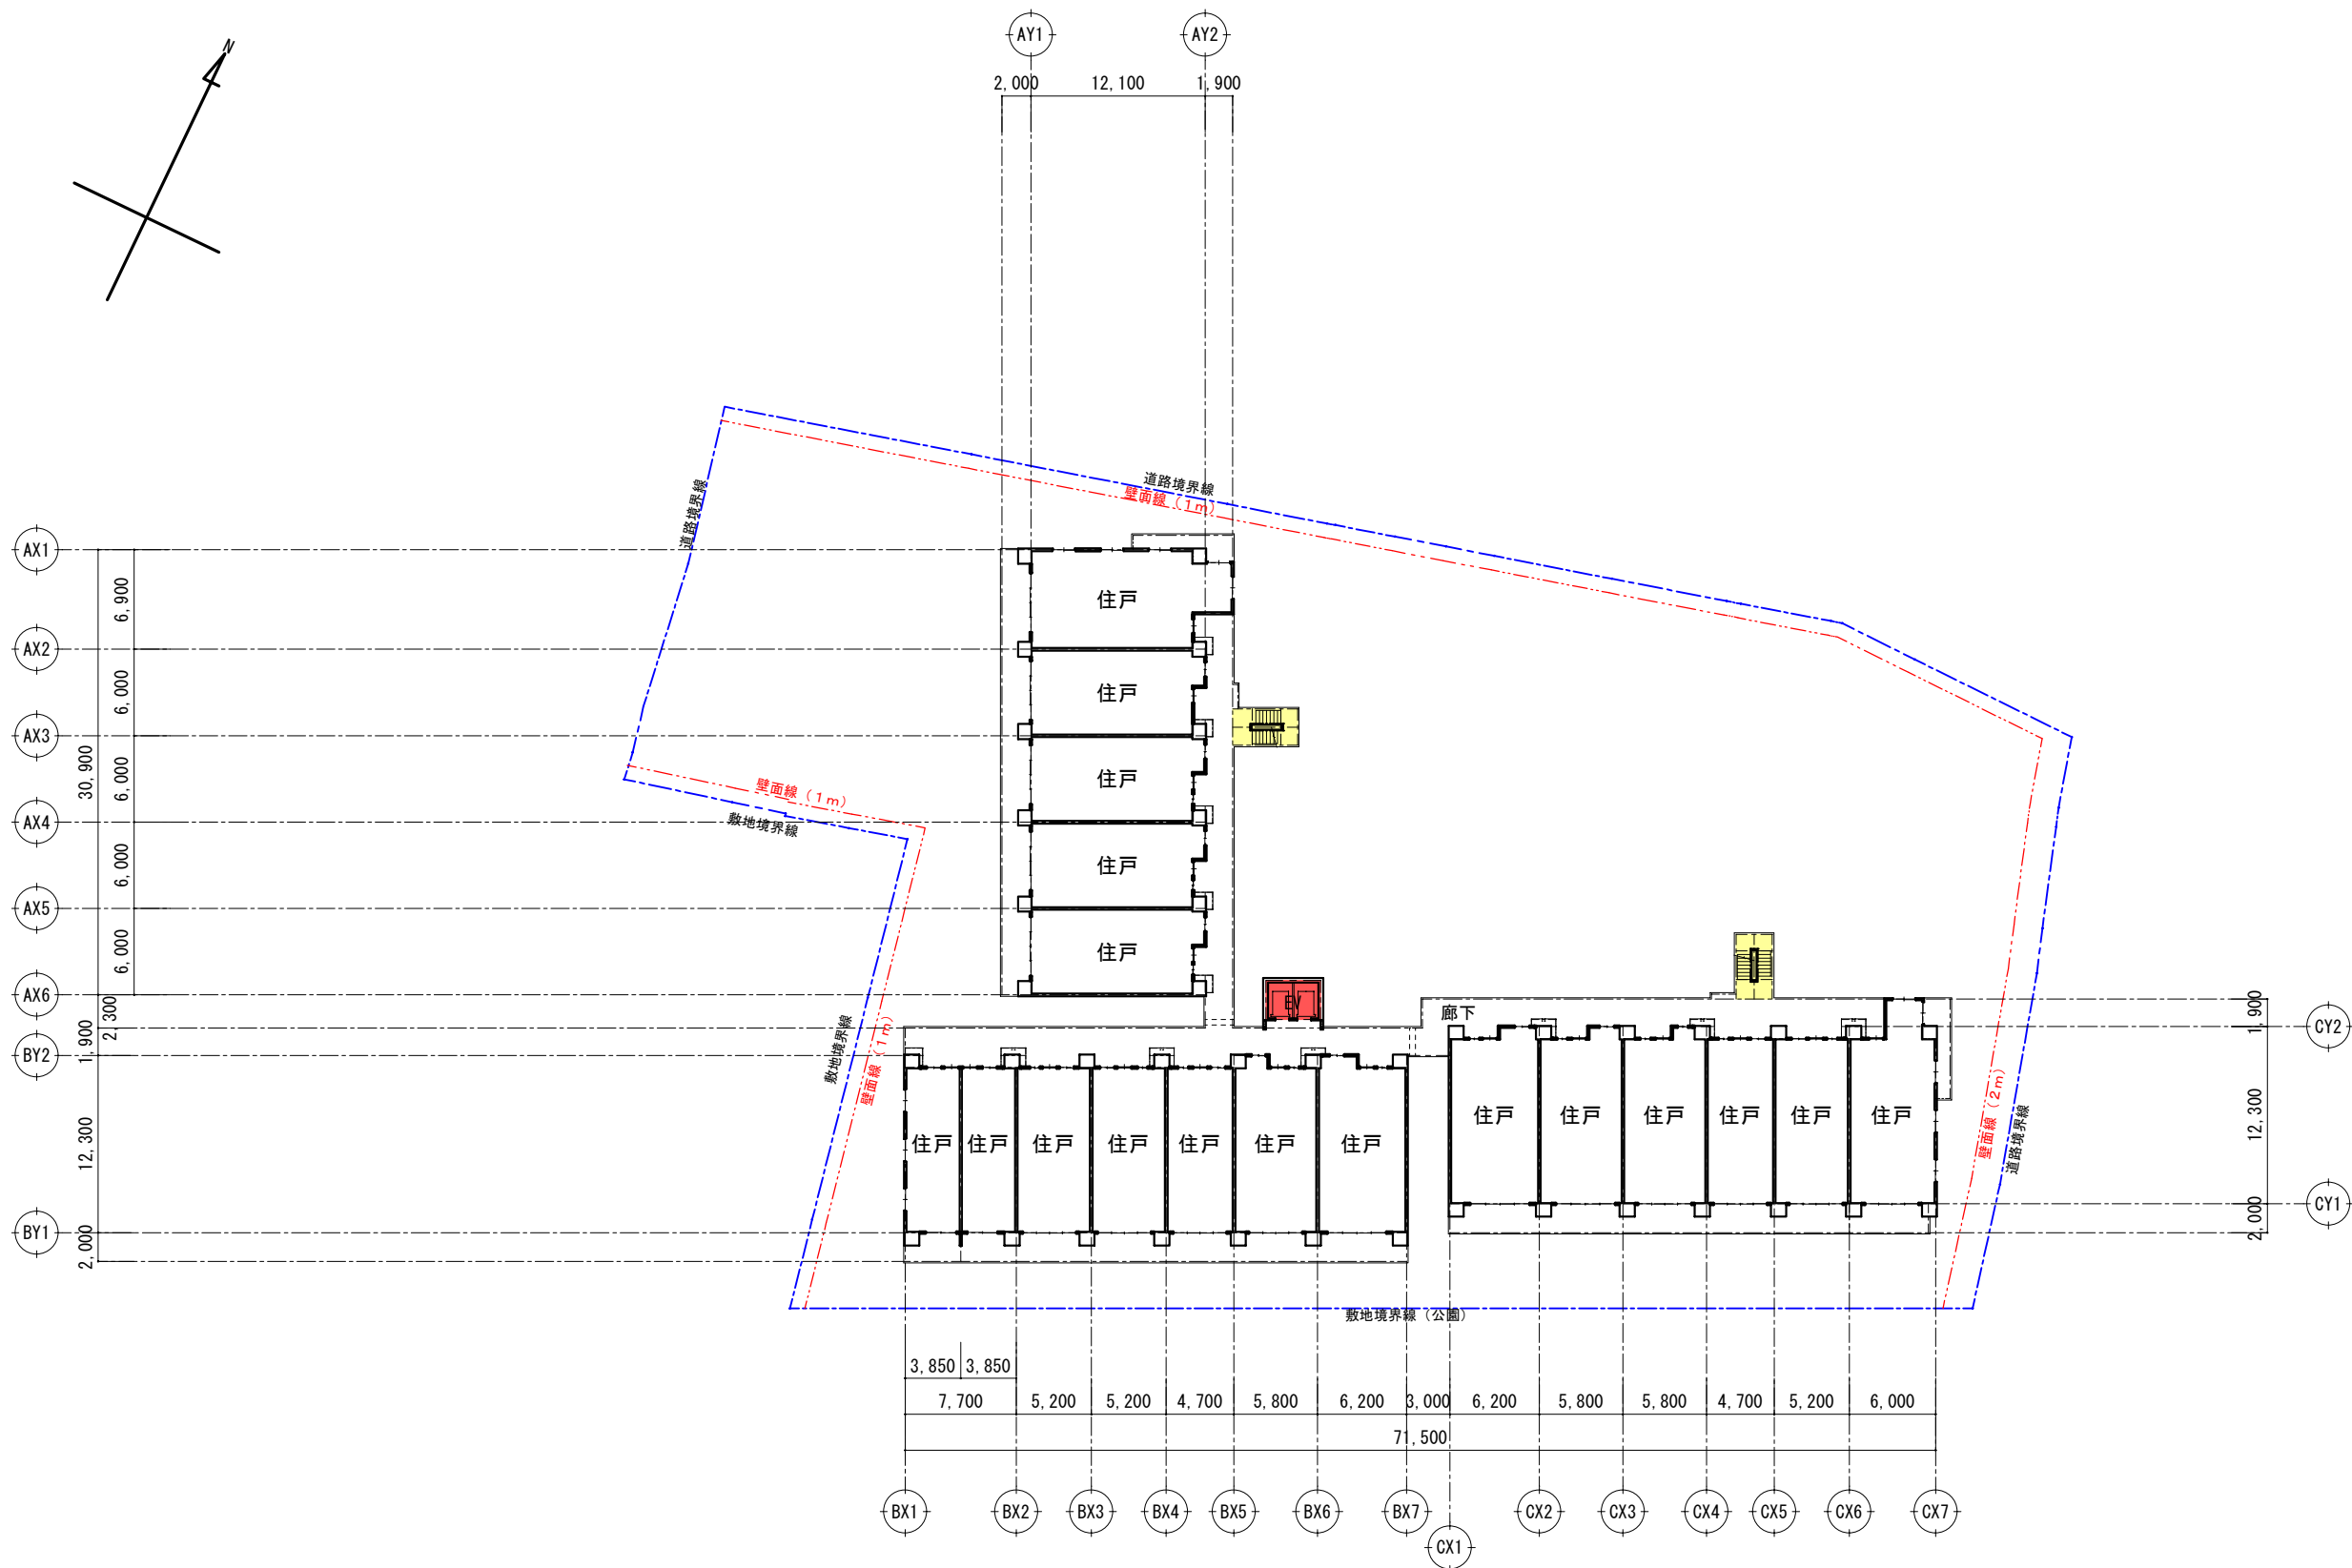 N
AY1 AY2
2,000 12,100 1,900
道路境界線
壁面線（1m）
道路境界線
AX1
6,900
住戸
AX2
6,000
住戸
AX3
30,900
6,000
住戸
壁面線（1m）
敷地境界線
AX4
6,000
住戸
AX5
6,000
住戸
AX6
2,300
1,900
EV
廊下
1,900
CY2
BY2
敷地境界線
壁面線（1m）
12,300
住戸 住戸 住戸 住戸 住戸 住戸 住戸
住戸 住戸 住戸 住戸 住戸 住戸
壁面線（2m）
道路境界線
12,300
CY1
BY1
2,000
2,000
敷地境界線（公園）
3,850 3,850
7,700 5,200 5,200 4,700 5,800 6,200 3,000 6,200 5,800 5,800 4,700 5,200 6,000
71,500
BX1 BX2 BX3 BX4 BX5 BX6 BX7 CX2 CX3 CX4 CX5 CX6 CX7
CX1